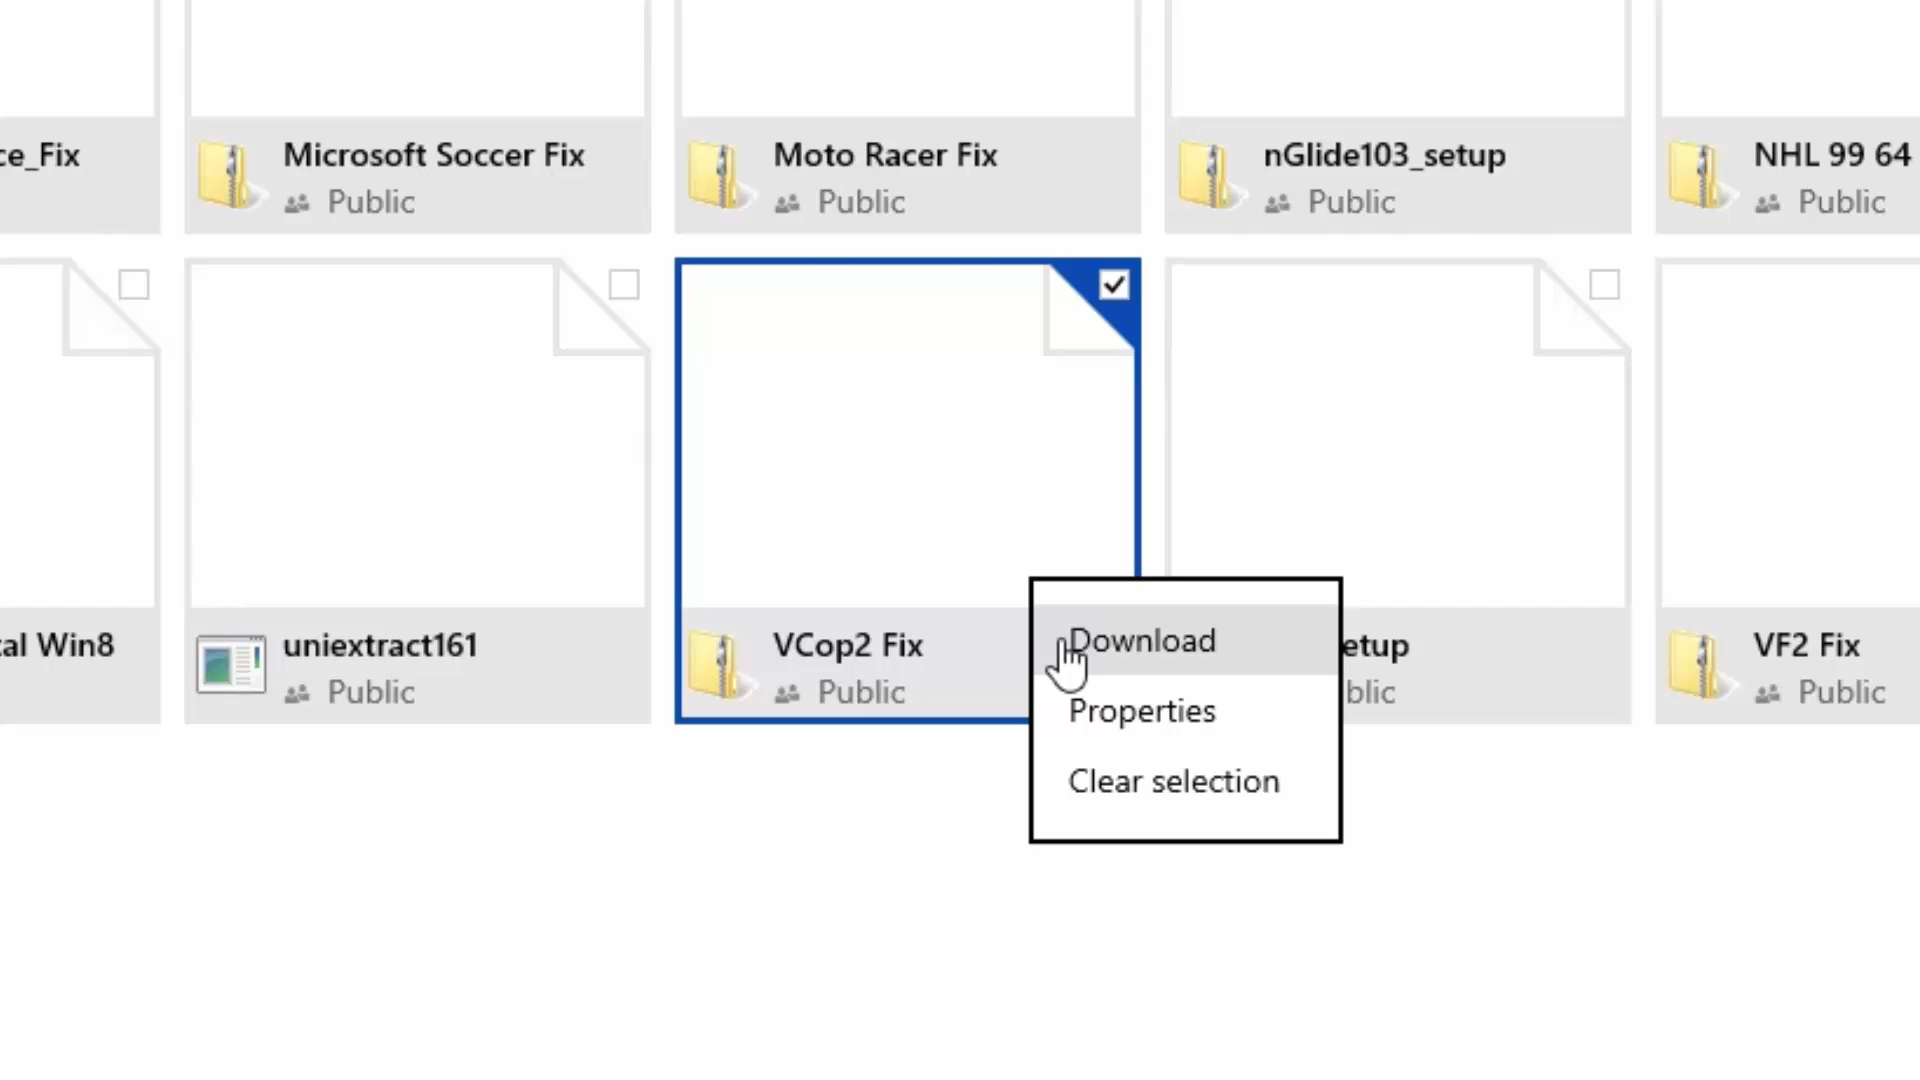 ce_Fix
Microsoft Soccer Fix
Public
Moto Racer Fix
Public
nGlide103_setup
Public
NHL 99 64
Public
al Win8
uniextract161
Public
VCop2 Fix
Public
etup
blic
VF2 Fix
Public
Download
Properties
Clear selection